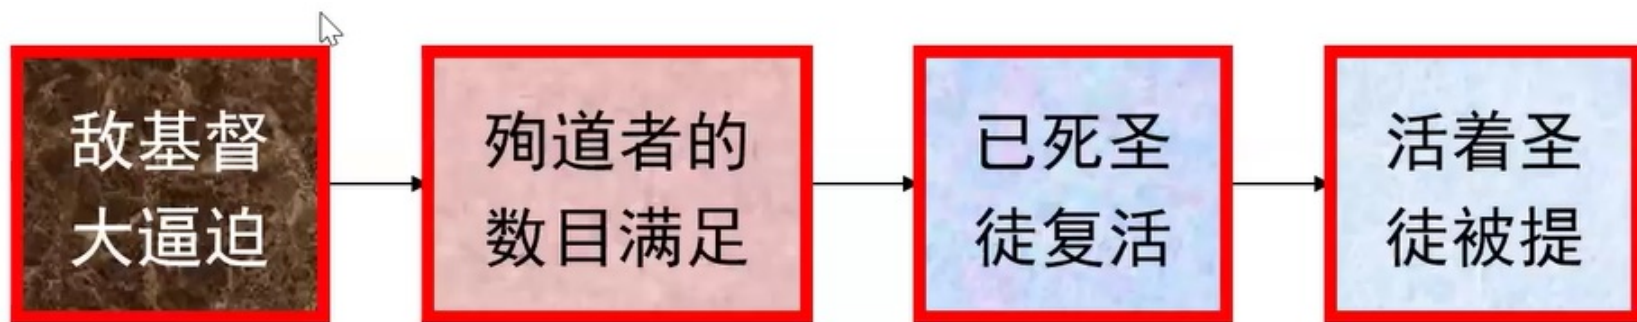 敌基督
大逼迫
殉道者的
数目满足
已死圣
徒复活
活着圣
徒被提